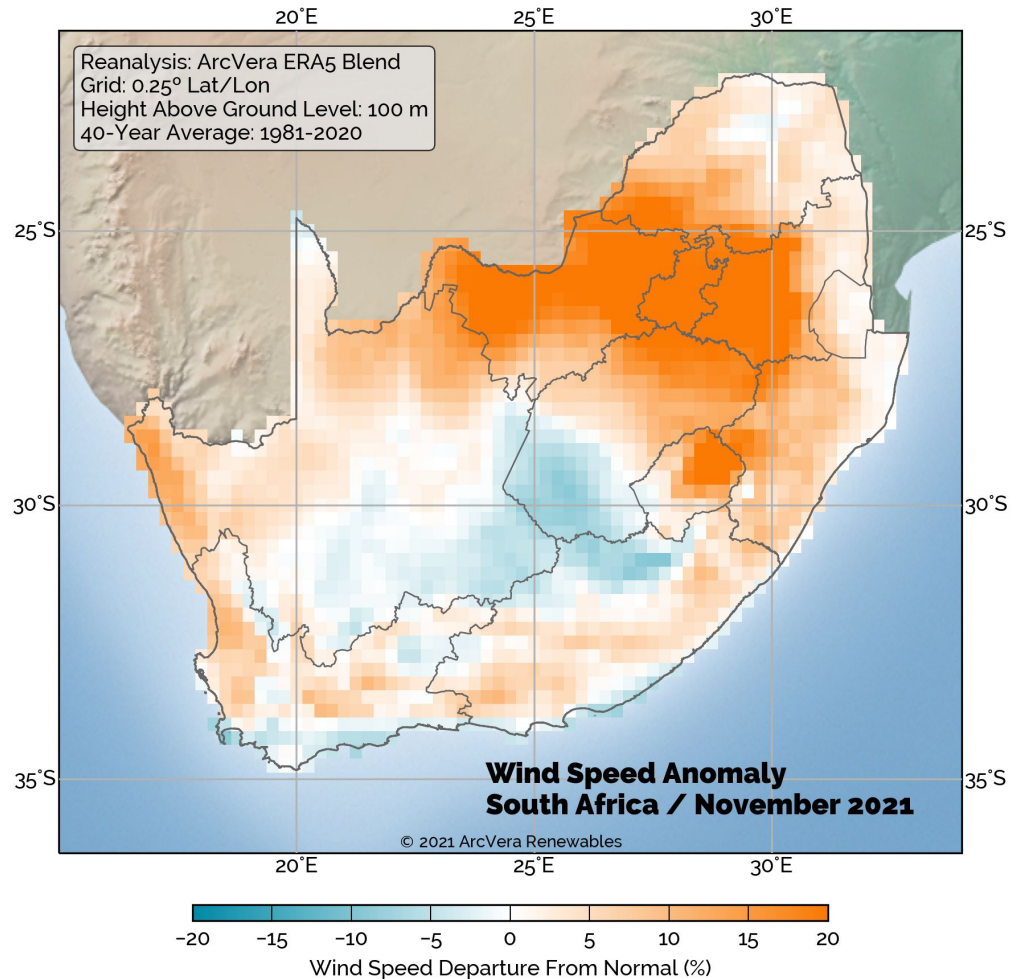 20°E 25°E 30°E
Reanalysis: ArcVera ERA5 Blend
Grid: 0.25º Lat/Lon
Height Above Ground Level: 100 m
40-Year Average: 1981-2020
25°S 25°S
30°S 30°S
35°S 35°S
Wind Speed Anomaly
South Africa / November 2021
© 2021 ArcVera Renewables
20°E 25°E 30°E
−20 −15 −10 −5 0 5 10 15 20
Wind Speed Departure From Normal (%)